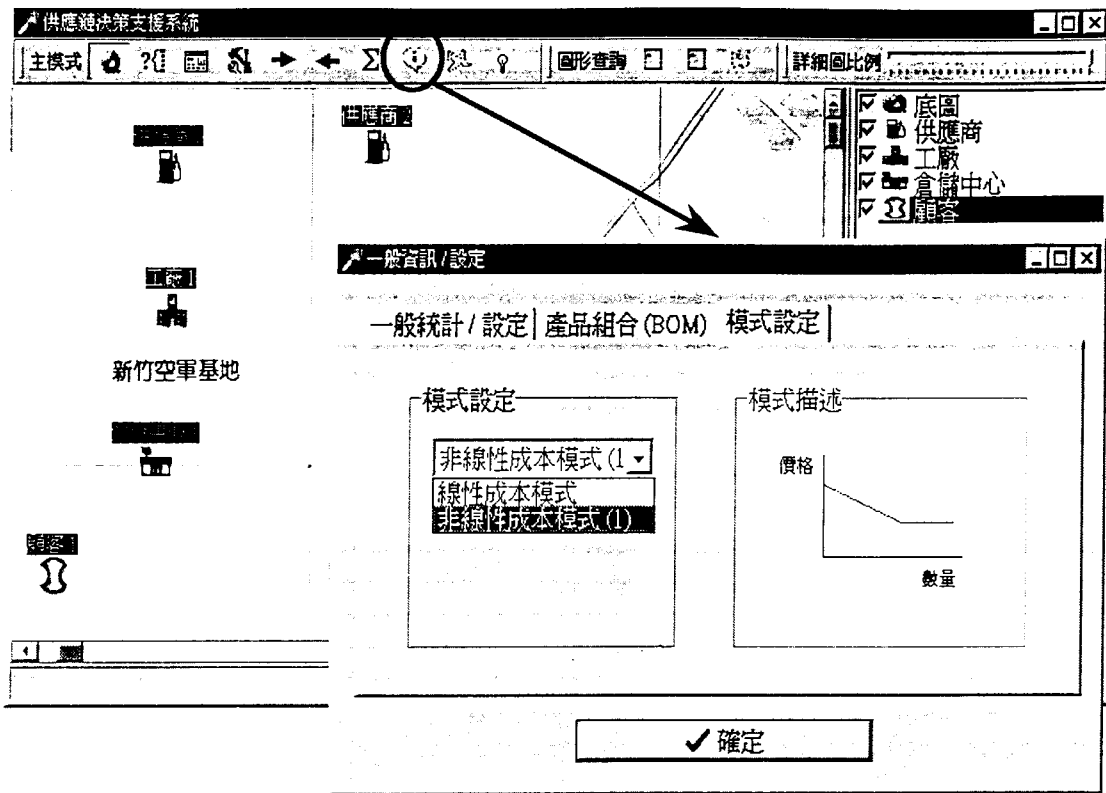 供應鏈決策支援系統
主模式 ?{} Σ 圖形查詢 詳細圖比例
供應商 2
底圖
供應商
工廠
倉儲中心
顧客
工廠 1
新竹空軍基地
顧客 1
一般資訊 / 設定
一般統計 / 設定 產品組合 (BOM) 模式設定
模式設定
非線性成本模式 (1
線性成本模式
非線性成本模式 (1)
模式描述
價格
數量
確定